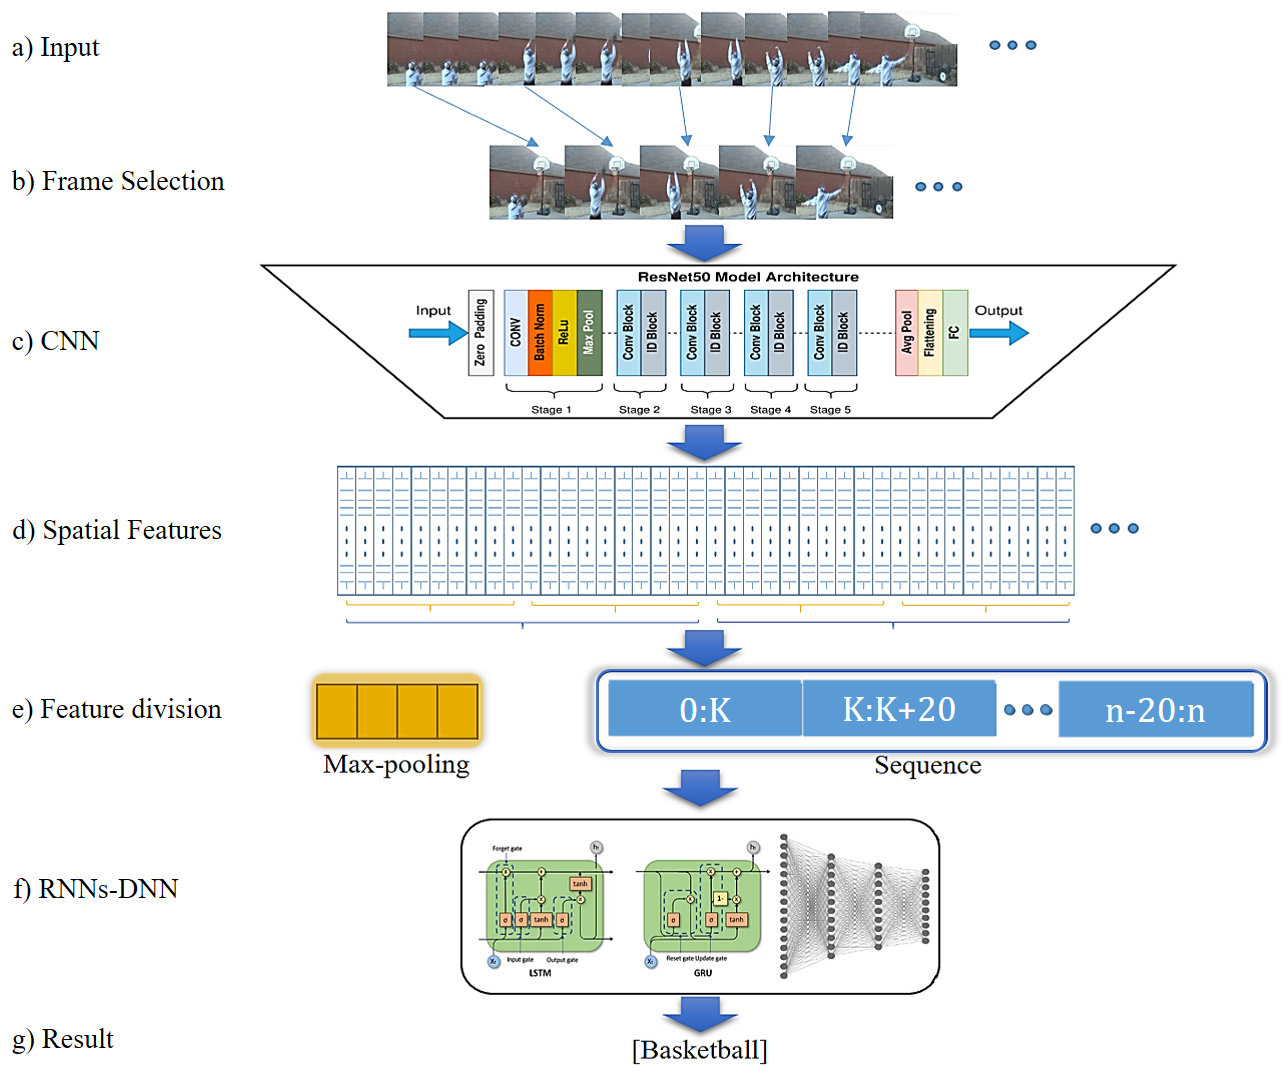 a) Input
b) Frame Selection
ResNet50 Model Architecture
Input
Zero Padding
CONV
Batch Norm
ReLu
Max Pool
Conv Block
ID Block
Conv Block
ID Block
Conv Block
ID Block
Conv Block
ID Block
Avg Pool
Flattening
FC
Output
c) CNN
Stage 1
Stage 2
Stage 3
Stage 4
Stage 5
d) Spatial Features
e) Feature division
0:K
K:K+20
n-20:n
Max-pooling
Sequence
f) RNNs-DNN
Forget gate
ht
x
+
tanh
x
x
σ
σ
tanh
σ
Xt
Input gate
Output gate
LSTM
ht
x
+
1-
x
x
σ
σ
tanh
Xt
Reset gate
Update gate
GRU
g) Result
[Basketball]